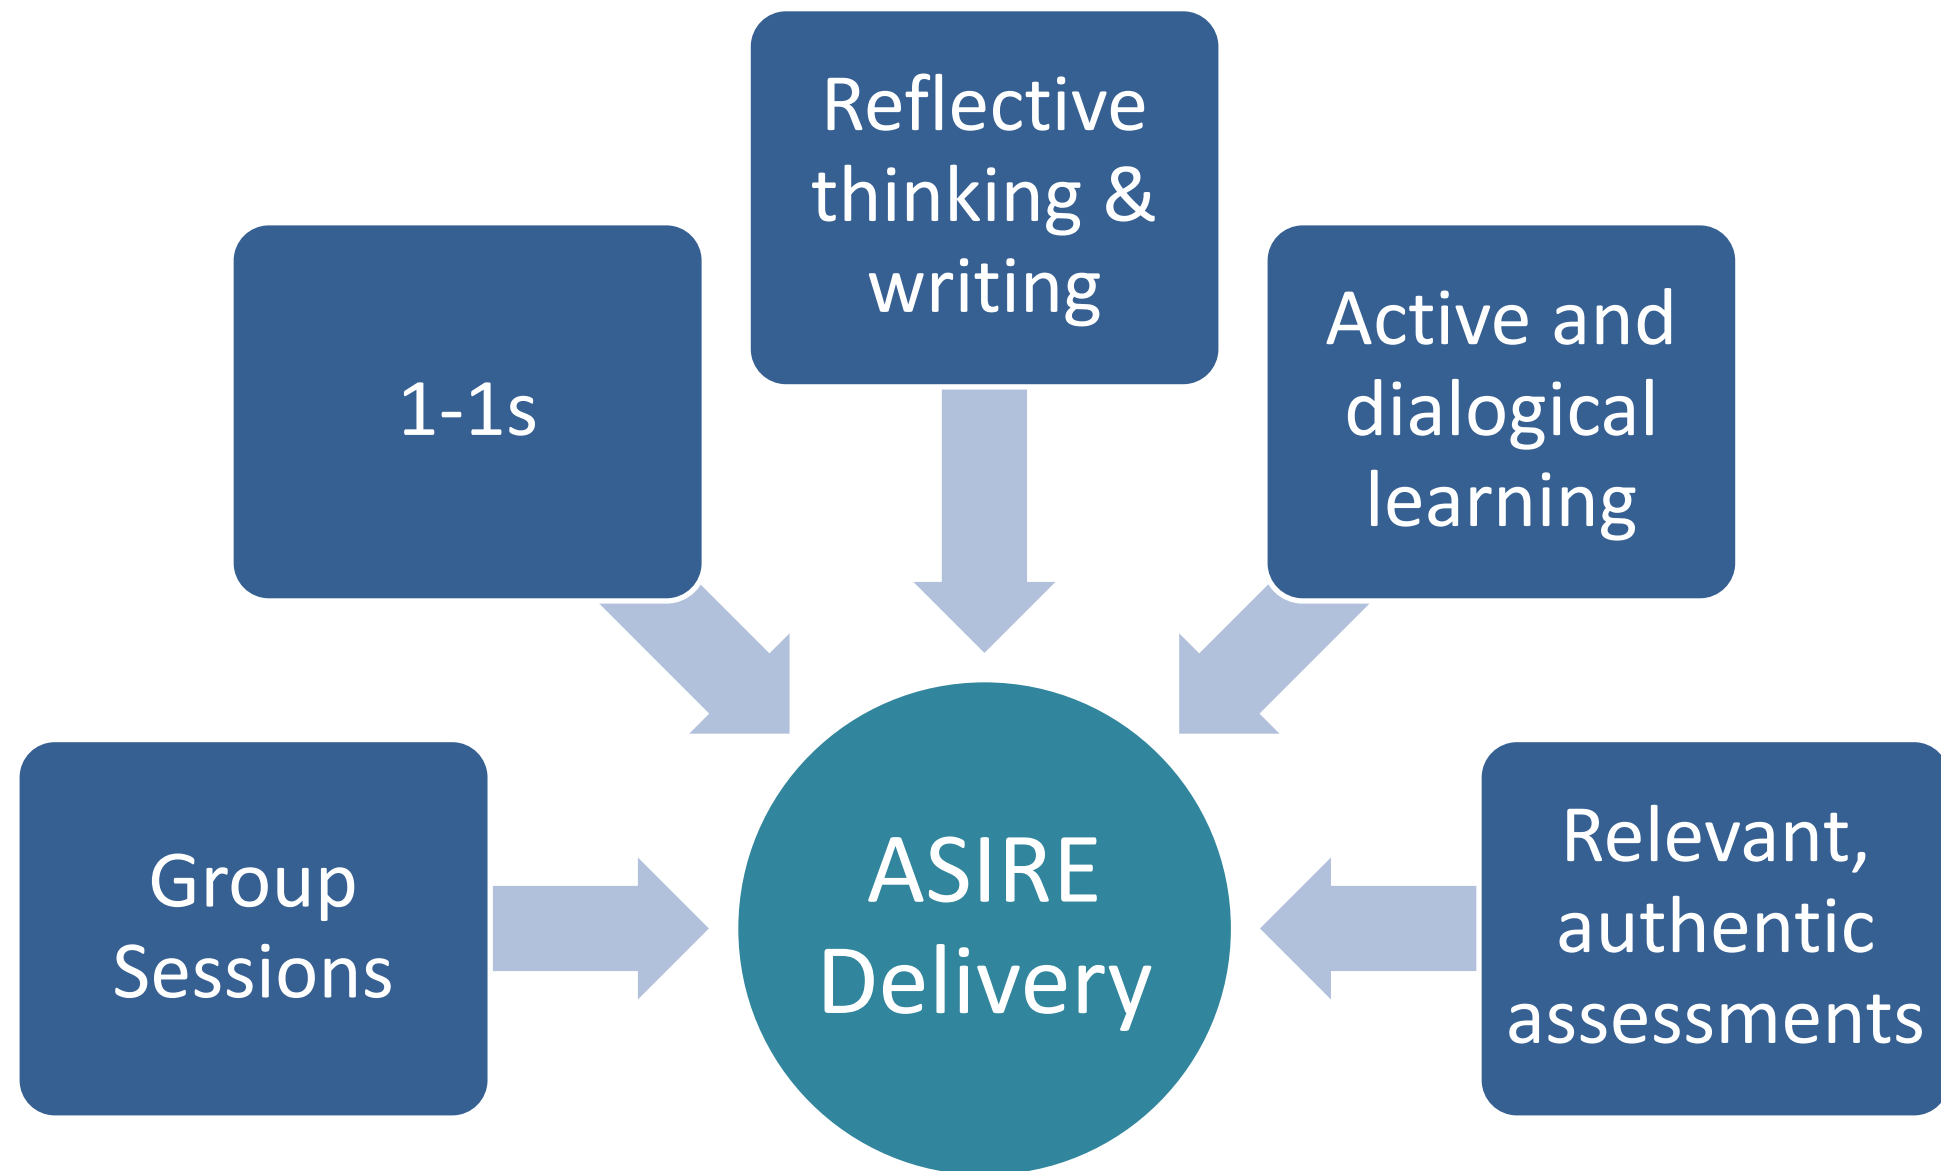 Reflective
thinking &
writing
1-1s
Active and
dialogical
learning
Group
Sessions
ASIRE
Delivery
Relevant,
authentic
assessments